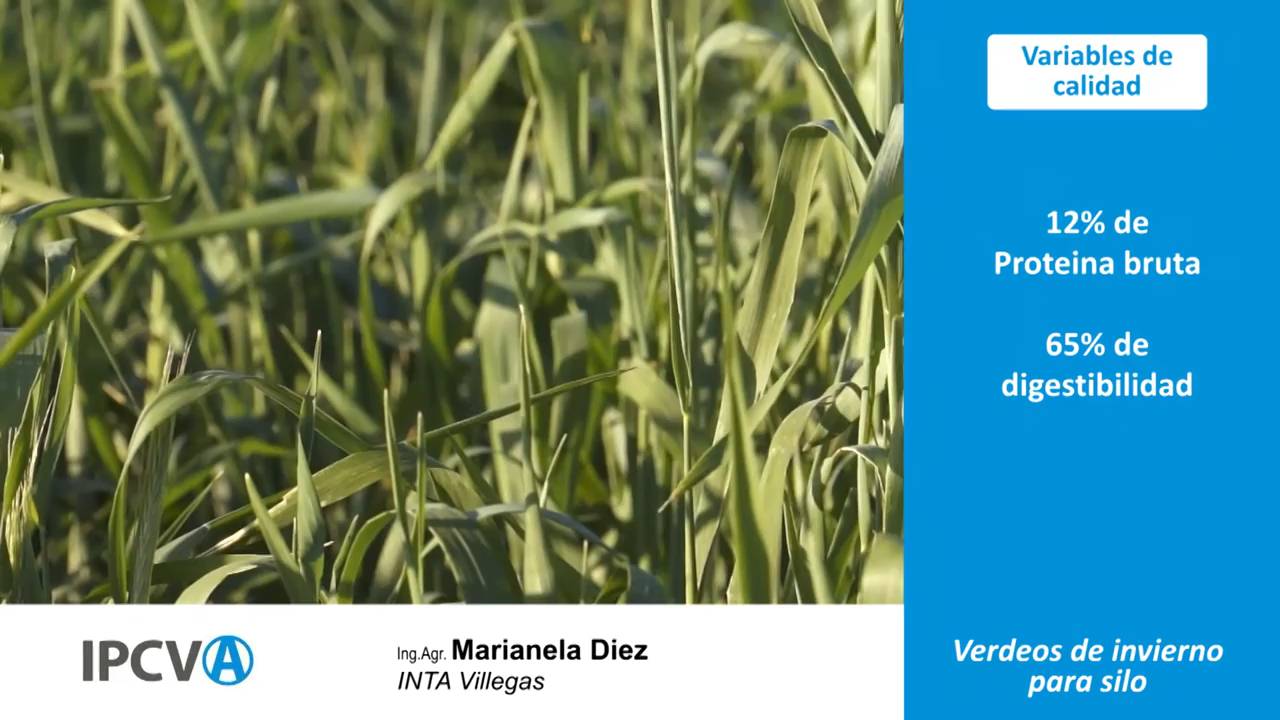 Variables de
calidad
12% de
Proteina bruta
65% de
digestibilidad
IPCVA
Ing.Agr. Marianela Diez
INTA Villegas
Verdeos de invierno
para silo